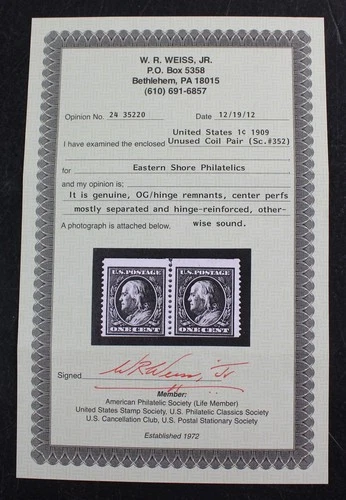 W. R. WEISS, JR.
P.O. Box 5358
Bethlehem, PA 18015
(610) 691-6857
Opinion No. 24 35220 Date 12/19/12
United States 1¢ 1909
I have examined the enclosed Unused Coil Pair (Sc.#352)
for Eastern Shore Philatelics
and my opinion is;
It is genuine, OG/hinge remnants, center perfs
mostly separated and hinge-reinforced, other-
A photograph is attached below. wise sound.
U.S. POSTAGE U.S. POSTAGE
ONE CENT ONE CENT
Signed WRWeiss, Jr
Member:
American Philatelic Society (Life Member)
United States Stamp Society, U.S. Philatelic Classics Society
U.S. Cancellation Club, U.S. Postal Stationary Society
Established 1972